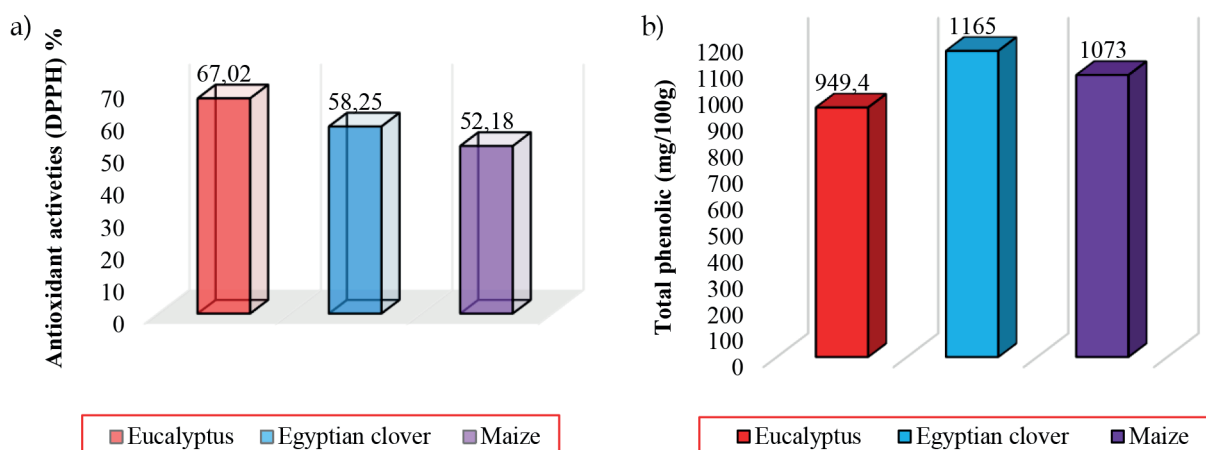 a)
Antioxidant activeties (DPPH) %
70
60
50
40
30
20
10
0
67,02
58,25
52,18
Eucalyptus
Egyptian clover
Maize
b)
Total phenolic (mg/100g)
1200
1100
1000
900
800
700
600
500
400
300
200
100
0
949,4
1165
1073
Eucalyptus
Egyptian clover
Maize